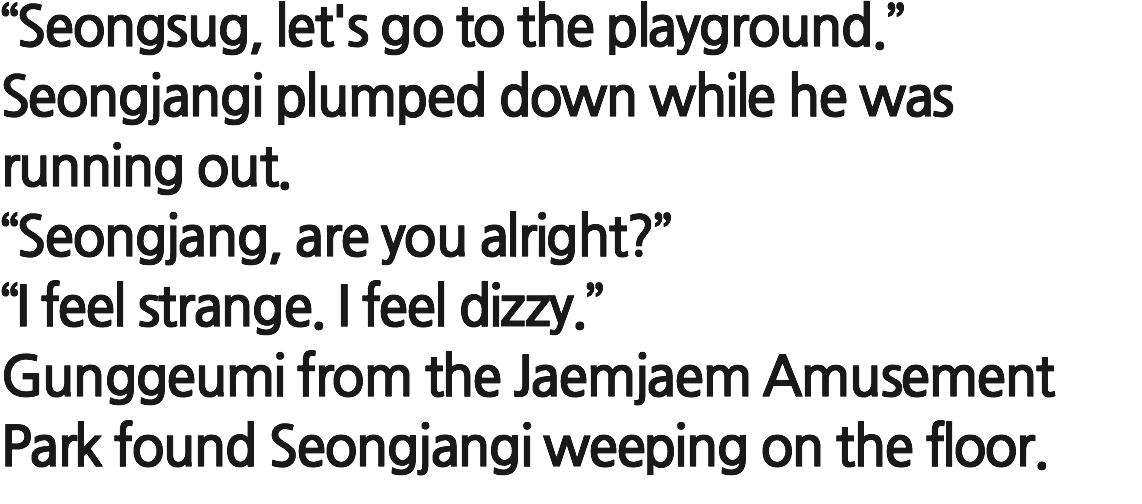 “Seongsug, let's go to the playground.”
Seongjangi plumped down while he was
running out.
“Seongjang, are you alright?”
“I feel strange. I feel dizzy.”
Gunggeumi from the Jaemjaem Amusement
Park found Seongjangi weeping on the floor.